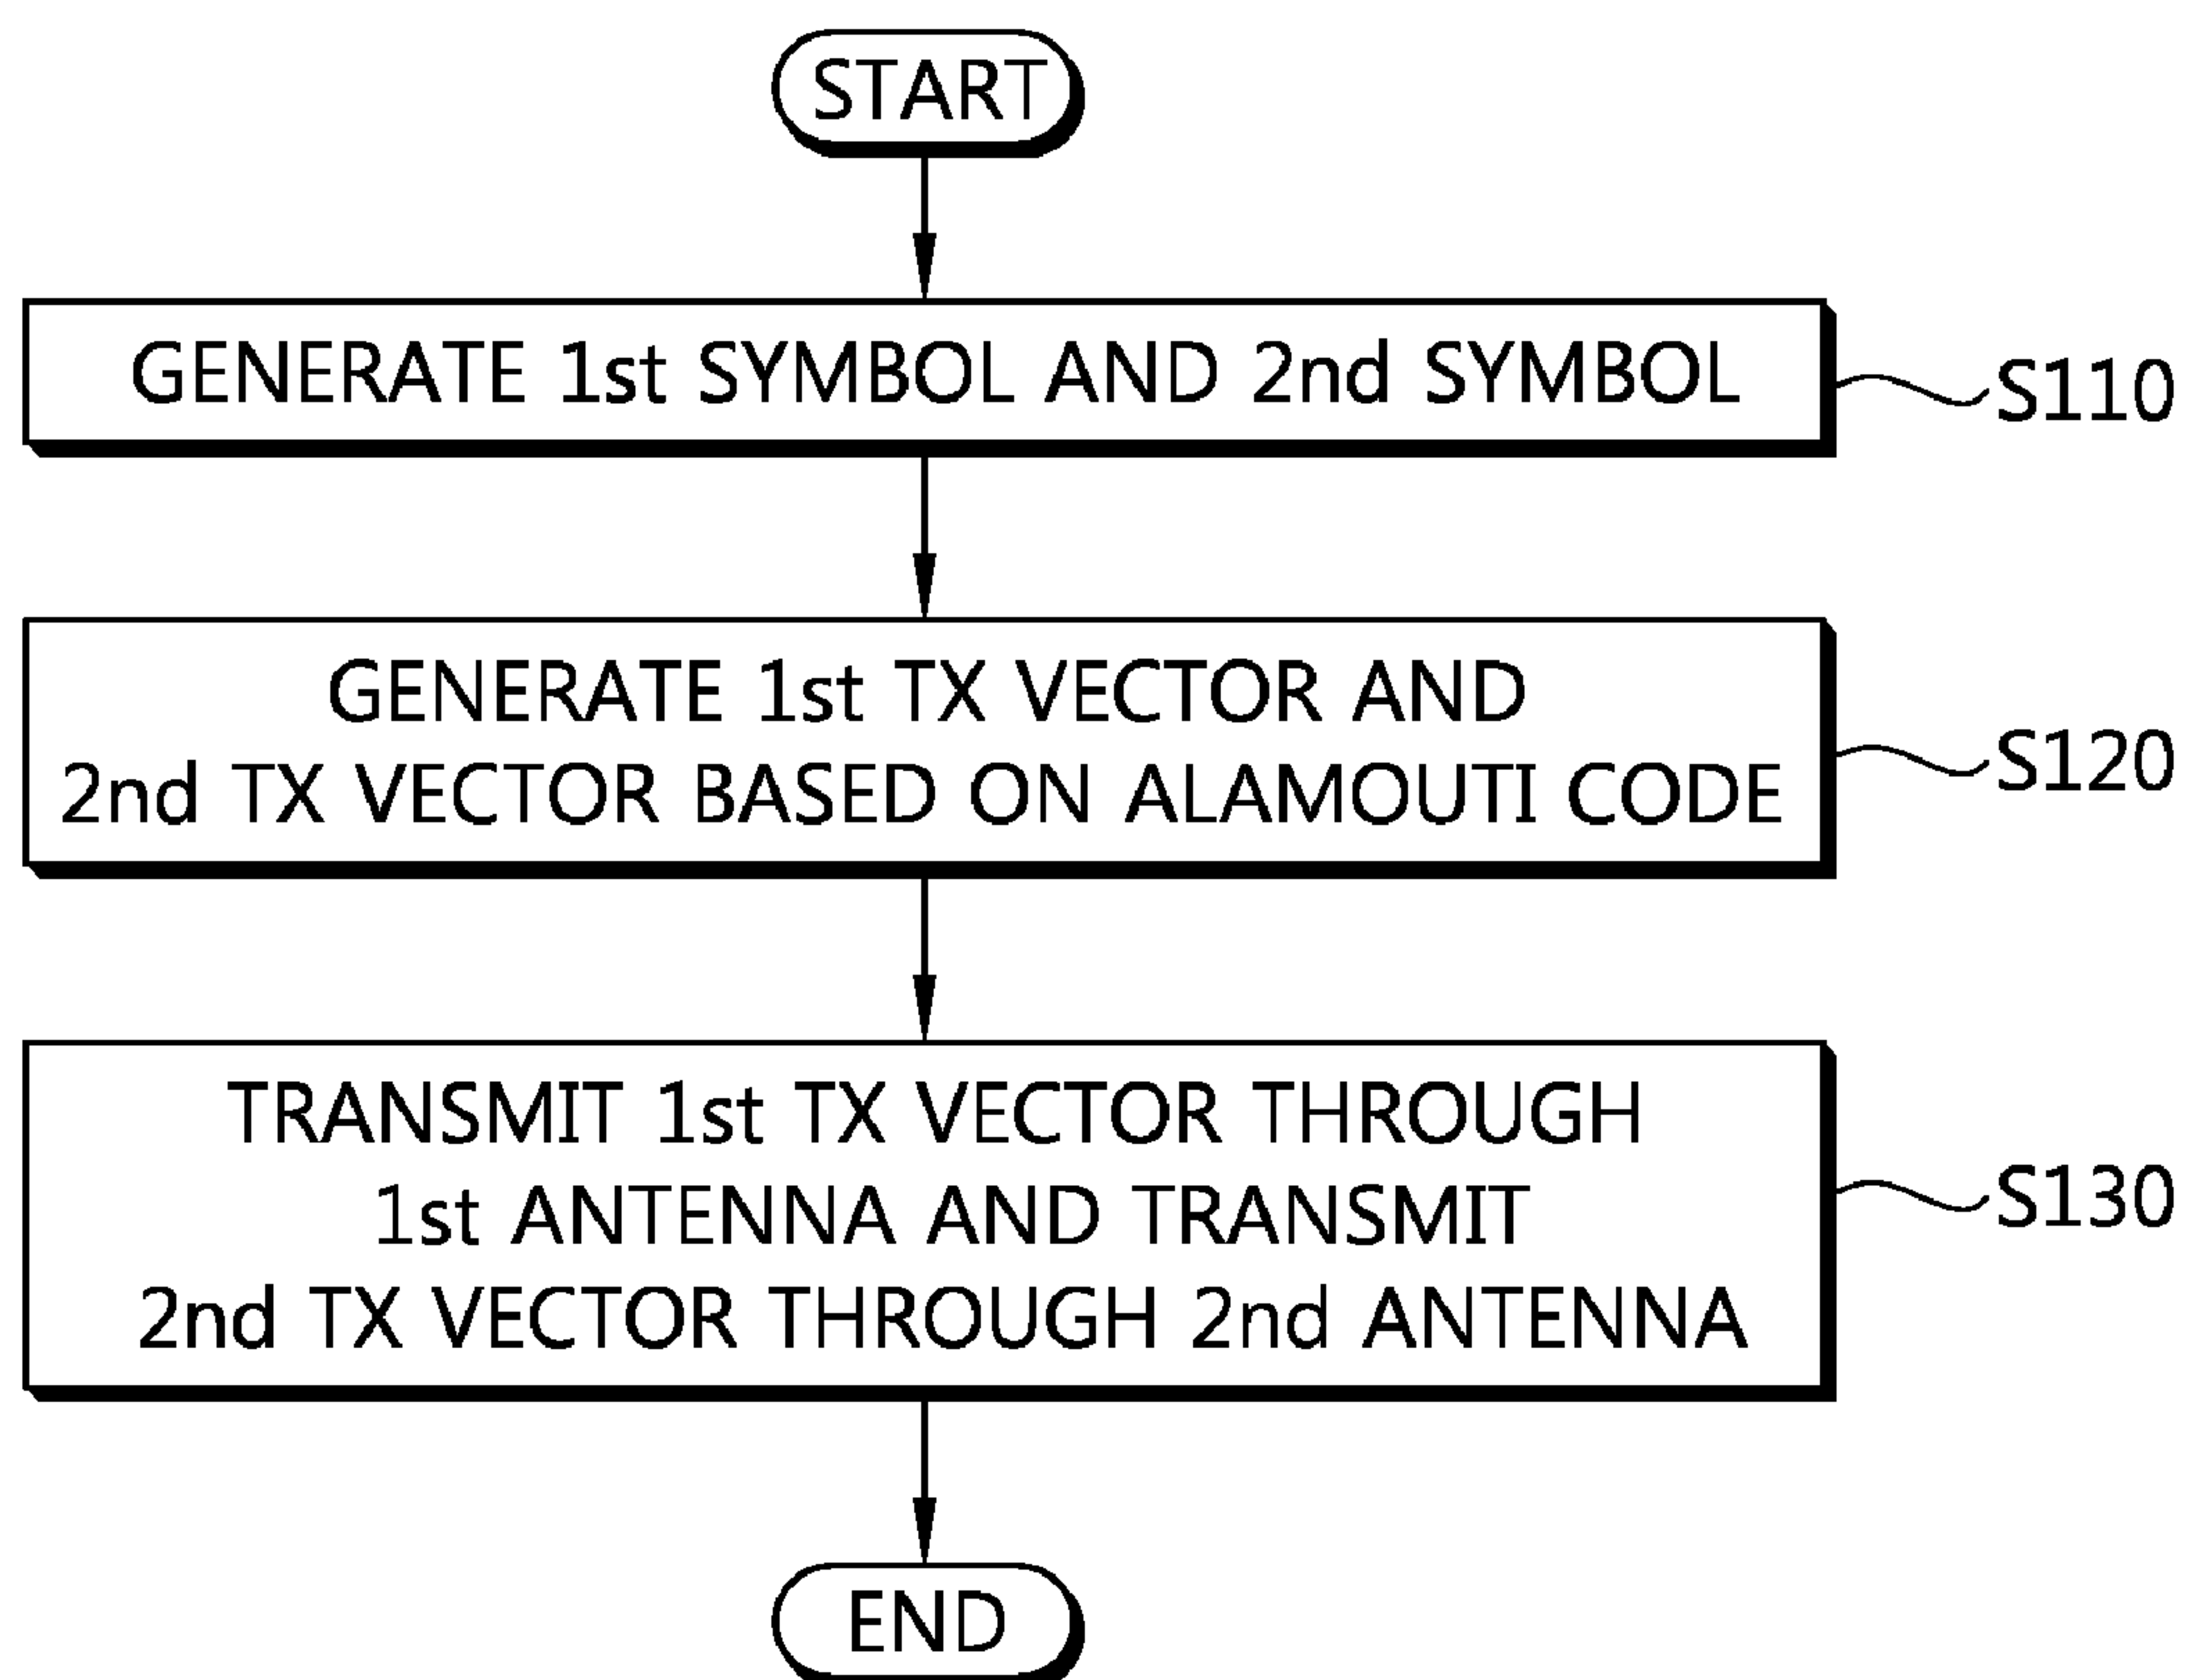 START
GENERATE 1st SYMBOL AND 2nd SYMBOL
S110
GENERATE 1st TX VECTOR AND
2nd TX VECTOR BASED ON ALAMOUTI CODE
S120
TRANSMIT 1st TX VECTOR THROUGH
1st ANTENNA AND TRANSMIT
2nd TX VECTOR THROUGH 2nd ANTENNA
S130
END